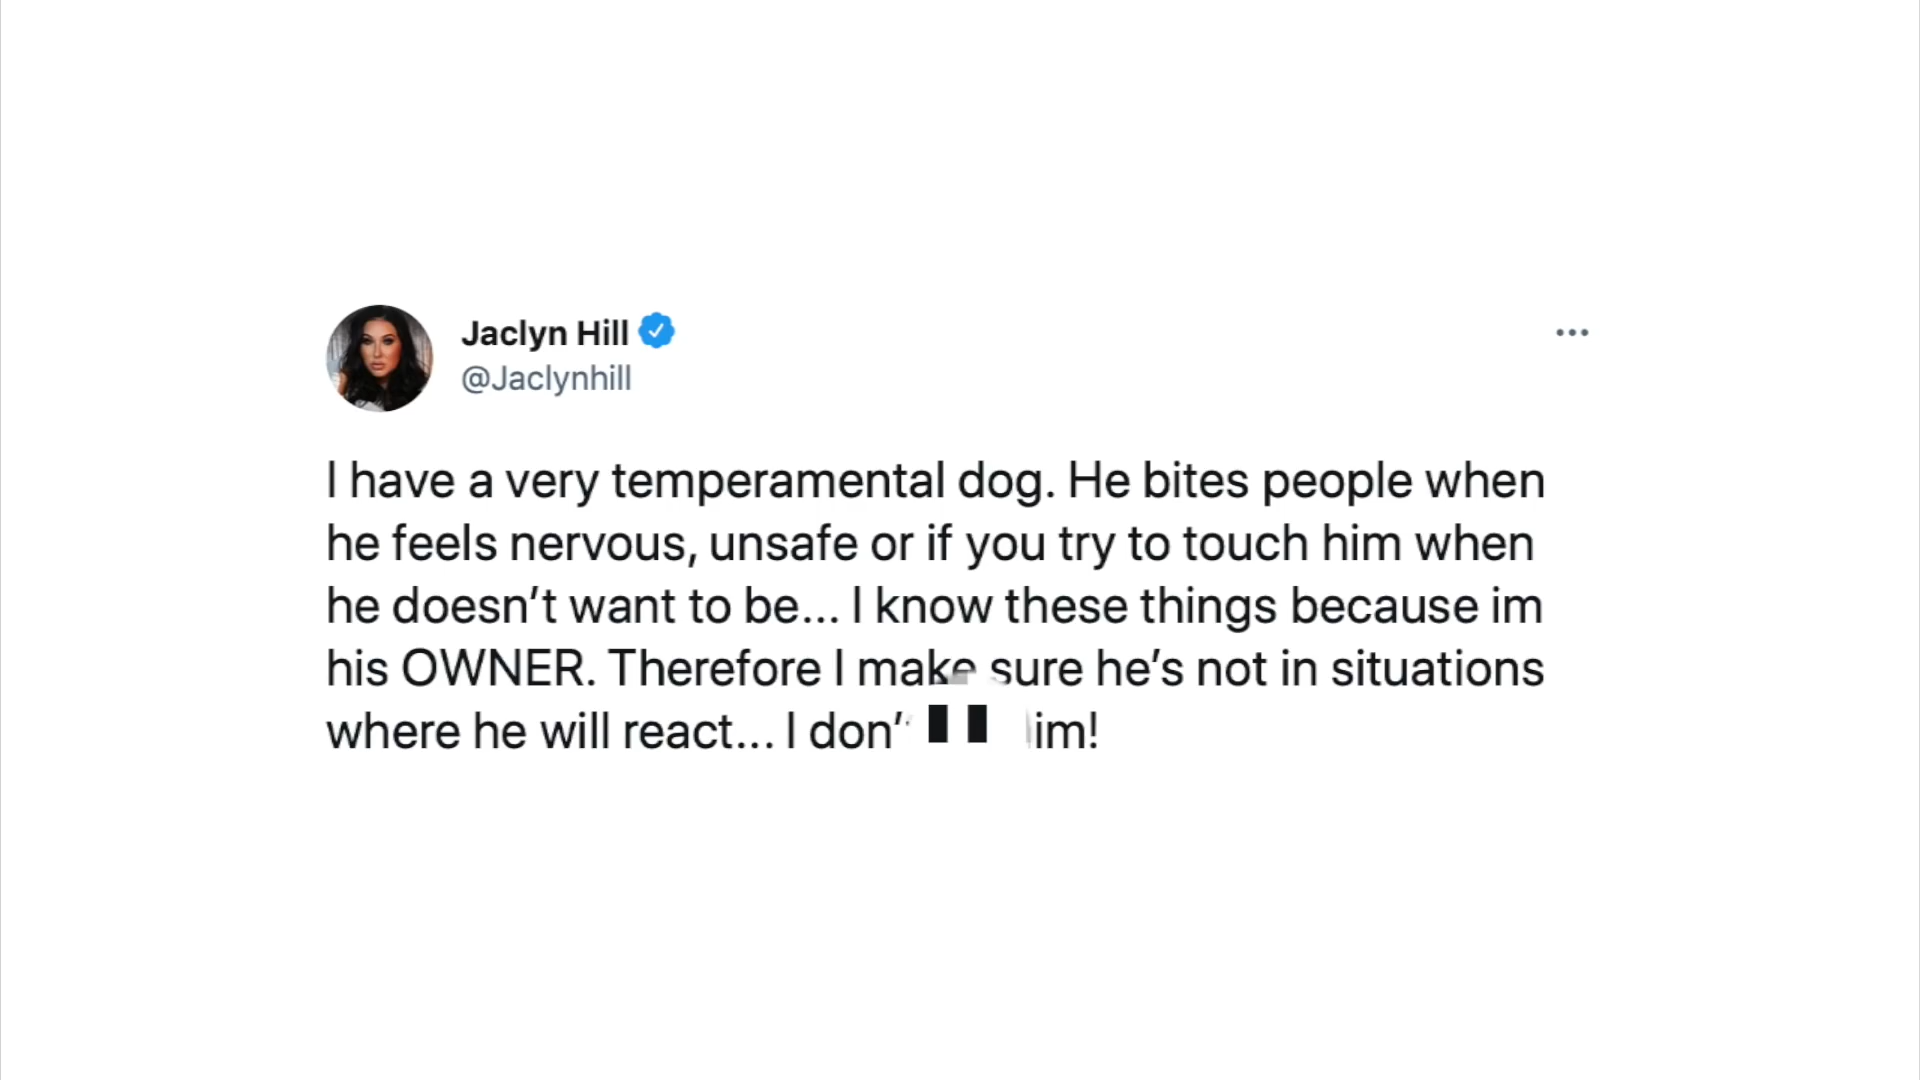 Jaclyn Hill
@Jaclynhill
I have a very temperamental dog. He bites people when
he feels nervous, unsafe or if you try to touch him when
he doesn’t want to be... I know these things because im
his OWNER. Therefore I make sure he’s not in situations
where he will react... I